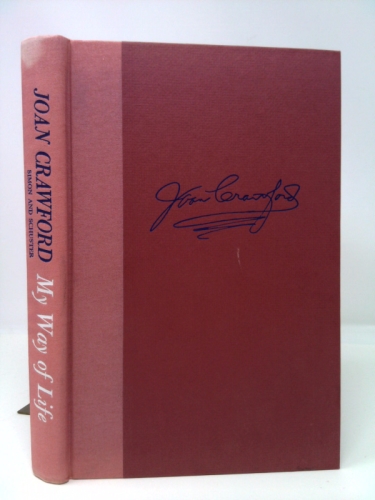 JOAN CRAWFORD
SIMON AND SCHUSTER
My Way of Life
Joan Crawford